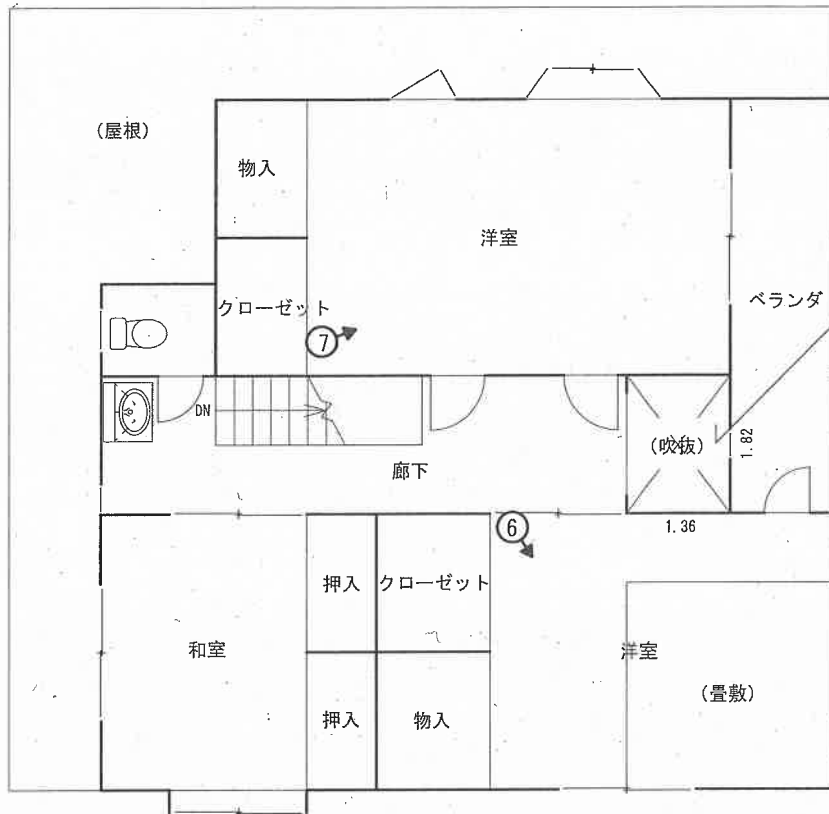 (屋根)
物入
洋室
クローゼット
ベランダ
⑦
DN
(吹抜)
1.82
廊下
⑥
1.36
押入
クローゼット
和室
洋室
(畳敷)
押入
物入